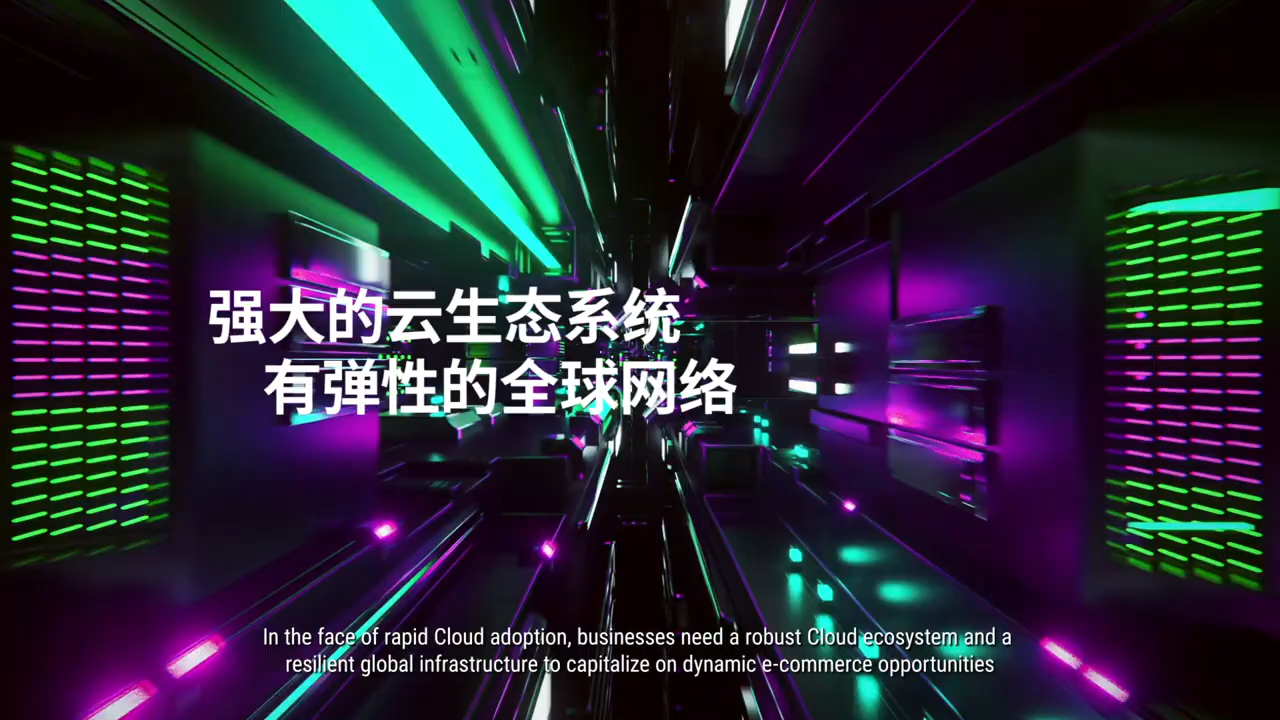 强大的云生态系统
有弹性的全球网络
In the face of rapid Cloud adoption, businesses need a robust Cloud ecosystem and a
resilient global infrastructure to capitalize on dynamic e-commerce opportunities